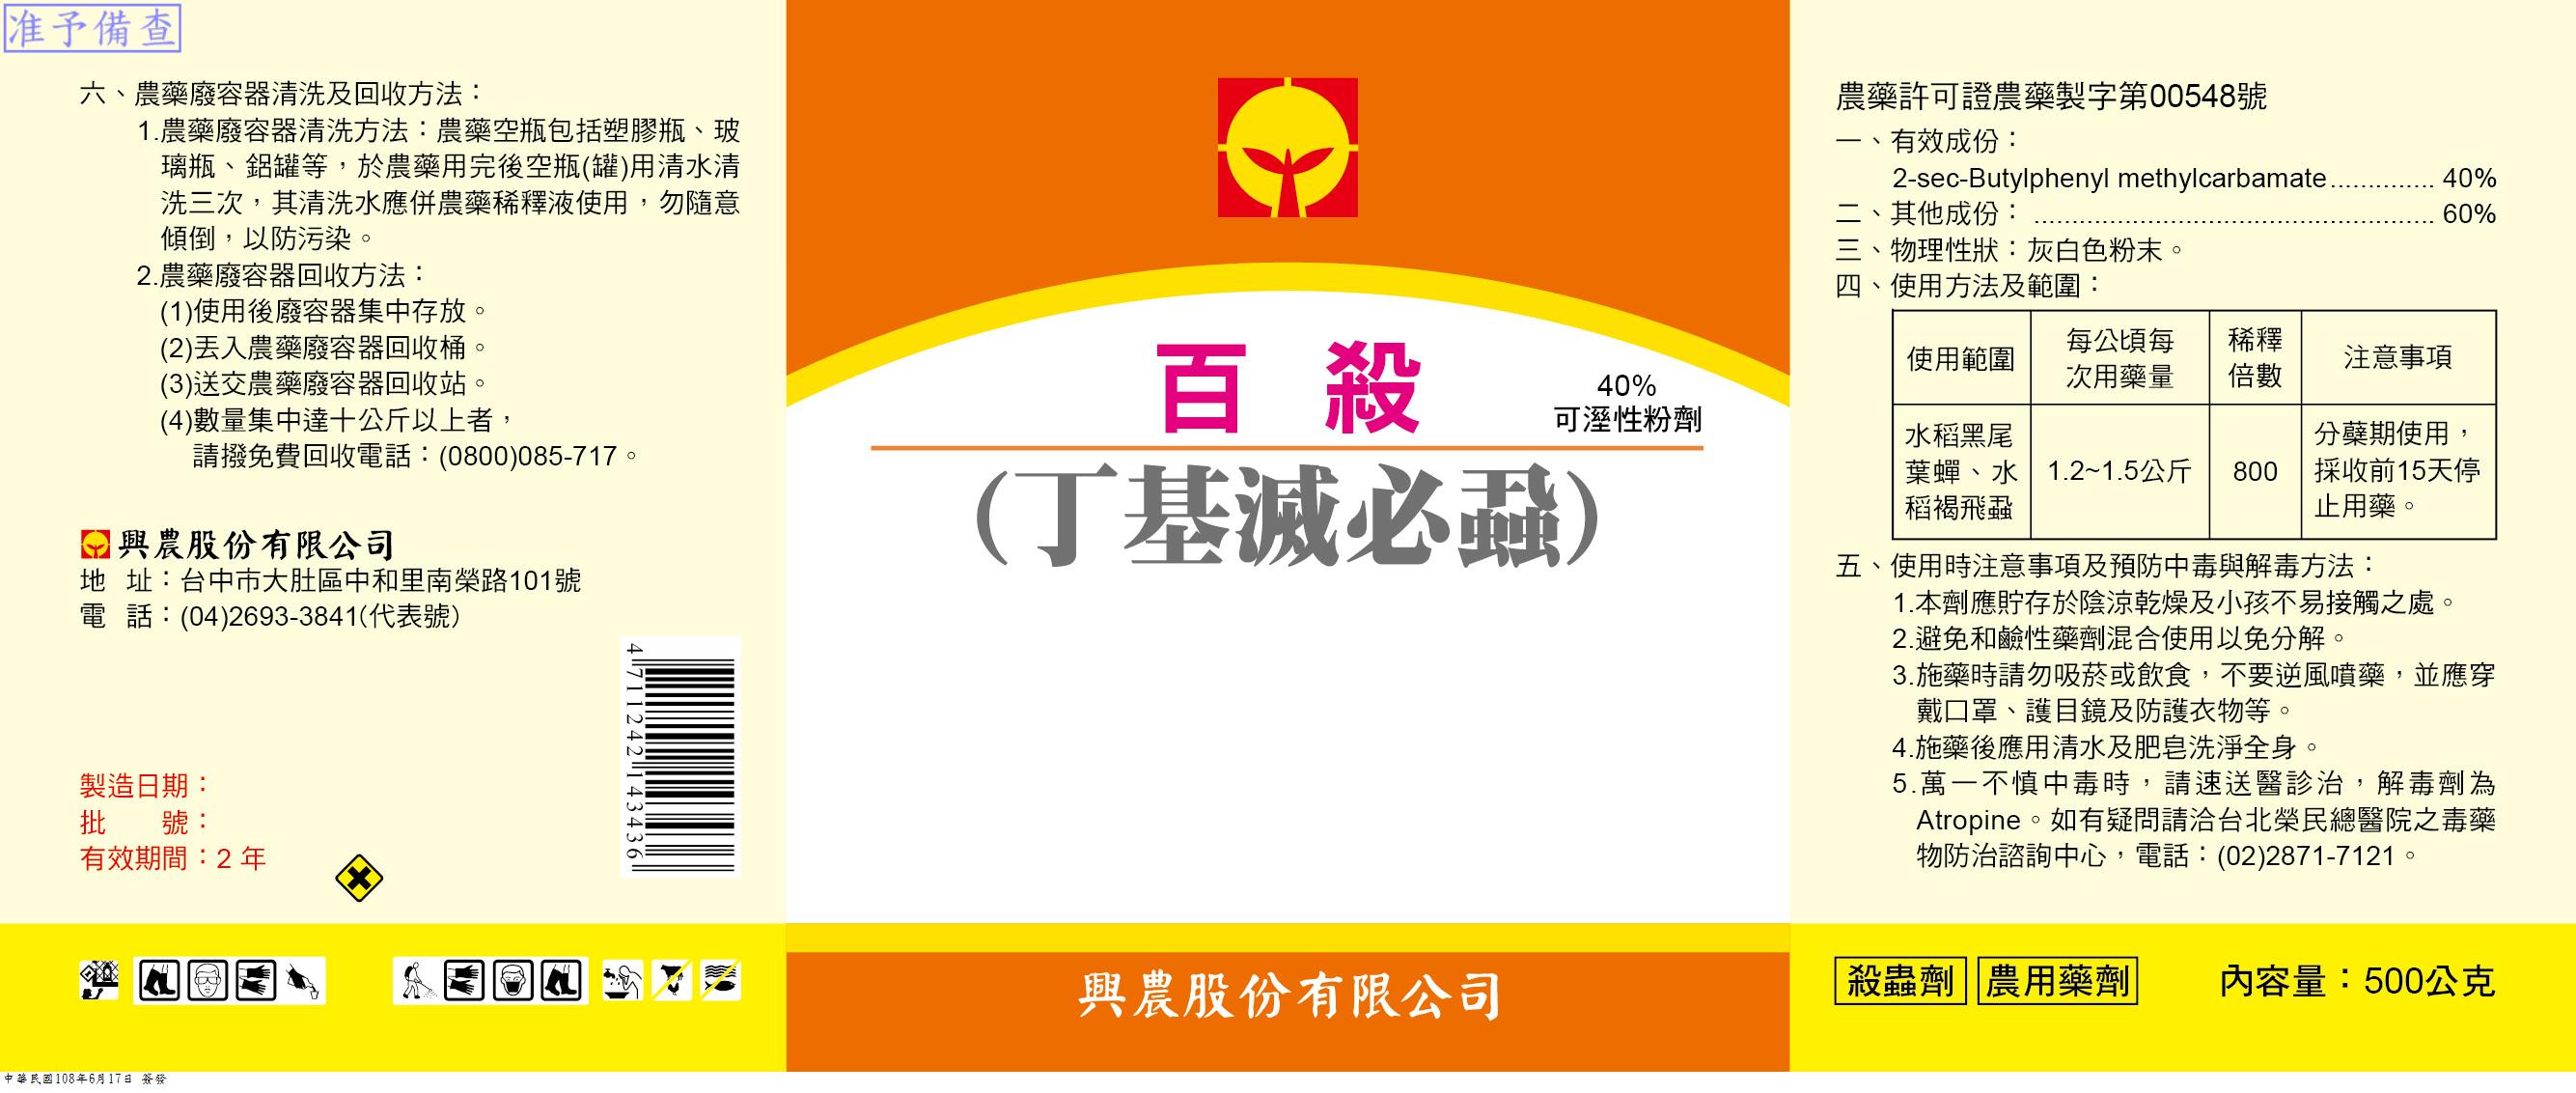 准予備查
六、農藥廢容器清洗及回收方法：
1.農藥廢容器清洗方法：農藥空瓶包括塑膠瓶、玻
璃瓶、鋁罐等，於農藥用完後空瓶(罐)用清水清
洗三次，其清洗水應併農藥稀釋液使用，勿隨意
傾倒，以防污染。
2.農藥廢容器回收方法：
(1)使用後廢容器集中存放。
(2)丟入農藥廢容器回收桶。
(3)送交農藥廢容器回收站。
(4)數量集中達十公斤以上者，
請撥免費回收電話：(0800)085-717。
興農股份有限公司
地 址：台中市大肚區中和里南榮路101號
電 話：(04)2693-3841(代表號)
4 711242 143436
製造日期：
批 號：
有效期間：2 年
中華民國108年6月17日 簽發
百 殺
40%
可溼性粉劑
(丁基滅必蝨)
興農股份有限公司
農藥許可證農藥製字第00548號
一、有效成份：
2-sec-Butylphenyl methylcarbamate.............. 40%
二、其他成份： .................................................... 60%
三、物理性狀：灰白色粉末。
四、使用方法及範圍：
使用範圍
每公頃每
次用藥量
稀釋
倍數
注意事項
水稻黑尾
葉蟬、水
稻褐飛蝨
1.2~1.5公斤
800
分蘗期使用，
採收前15天停
止用藥。
五、使用時注意事項及預防中毒與解毒方法：
1.本劑應貯存於陰涼乾燥及小孩不易接觸之處。
2.避免和鹼性藥劑混合使用以免分解。
3.施藥時請勿吸菸或飲食，不要逆風噴藥，並應穿
戴口罩、護目鏡及防護衣物等。
4.施藥後應用清水及肥皂洗淨全身。
5.萬一不慎中毒時，請速送醫診治，解毒劑為
Atropine。如有疑問請洽台北榮民總醫院之毒藥
物防治諮詢中心，電話：(02)2871-7121。
殺蟲劑 農用藥劑 內容量：500公克